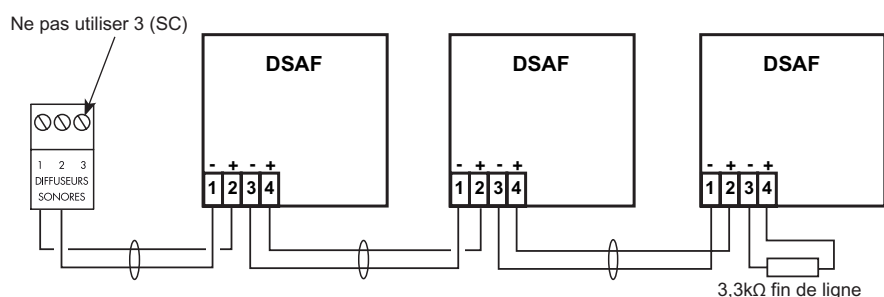 Ne pas utiliser 3 (SC)
DSAF
DSAF
DSAF
1 2 3
DIFFUSEURS
SONORES
- + - +
1 2 3 4
- + - +
1 2 3 4
- + - +
1 2 3 4
3,3kΩ fin de ligne